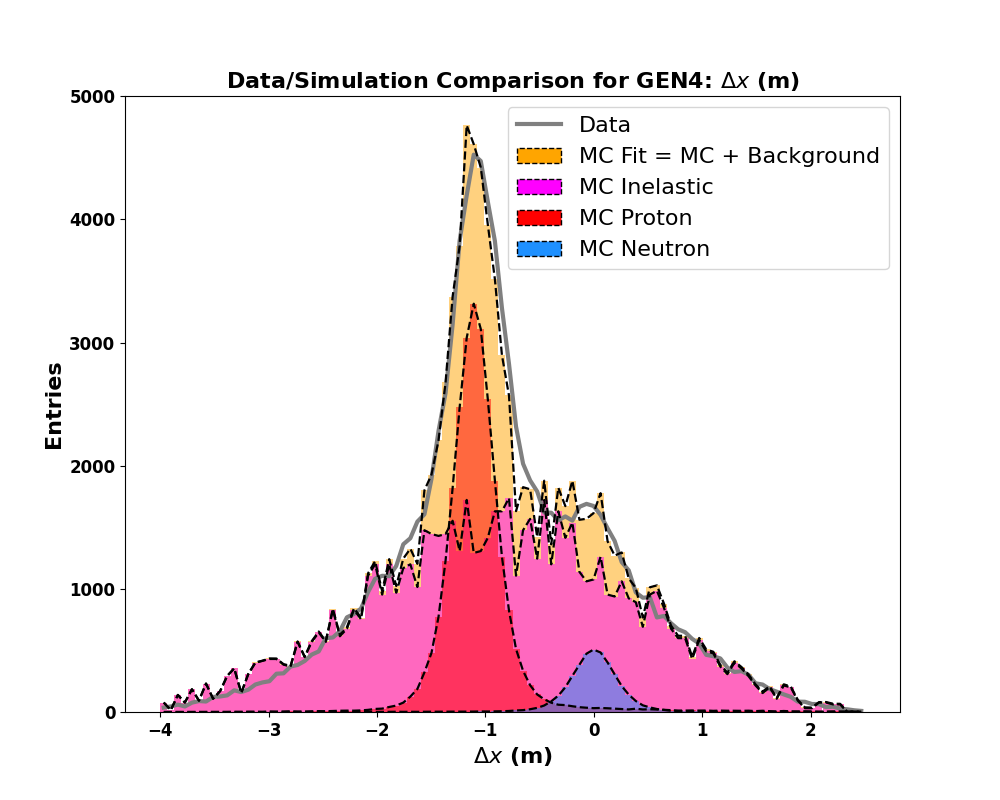 Data/Simulation Comparison for GEN4: Δx (m)
5000
4000
3000
2000
1000
0
Entries
Data
MC Fit = MC + Background
MC Inelastic
MC Proton
MC Neutron
−4 −3 −2 −1 0 1 2
Δx (m)